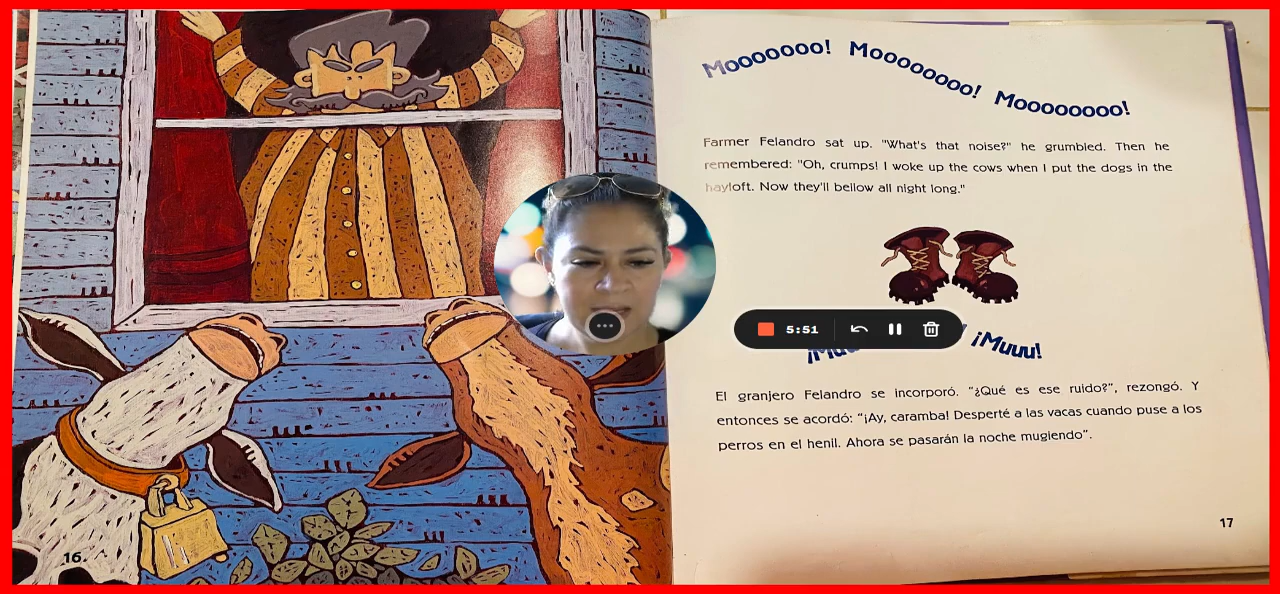 Mooooooo! Moooooooo! Moooooooo!
Farmer Felandro sat up. "What's that noise?" he grumbled. Then he
remembered: "Oh, crumps! I woke up the cows when I put the dogs in the
hayloft. Now they'll bellow all night long."
5:51
¡Muuu!
El granjero Felandro se incorporó. "¿Qué es ese ruido?", rezongó. Y
entonces se acordó: "¡Ay, caramba! Desperté a las vacas cuando puse a los
perros en el henil. Ahora se pasarán la noche mugiendo".
16
17